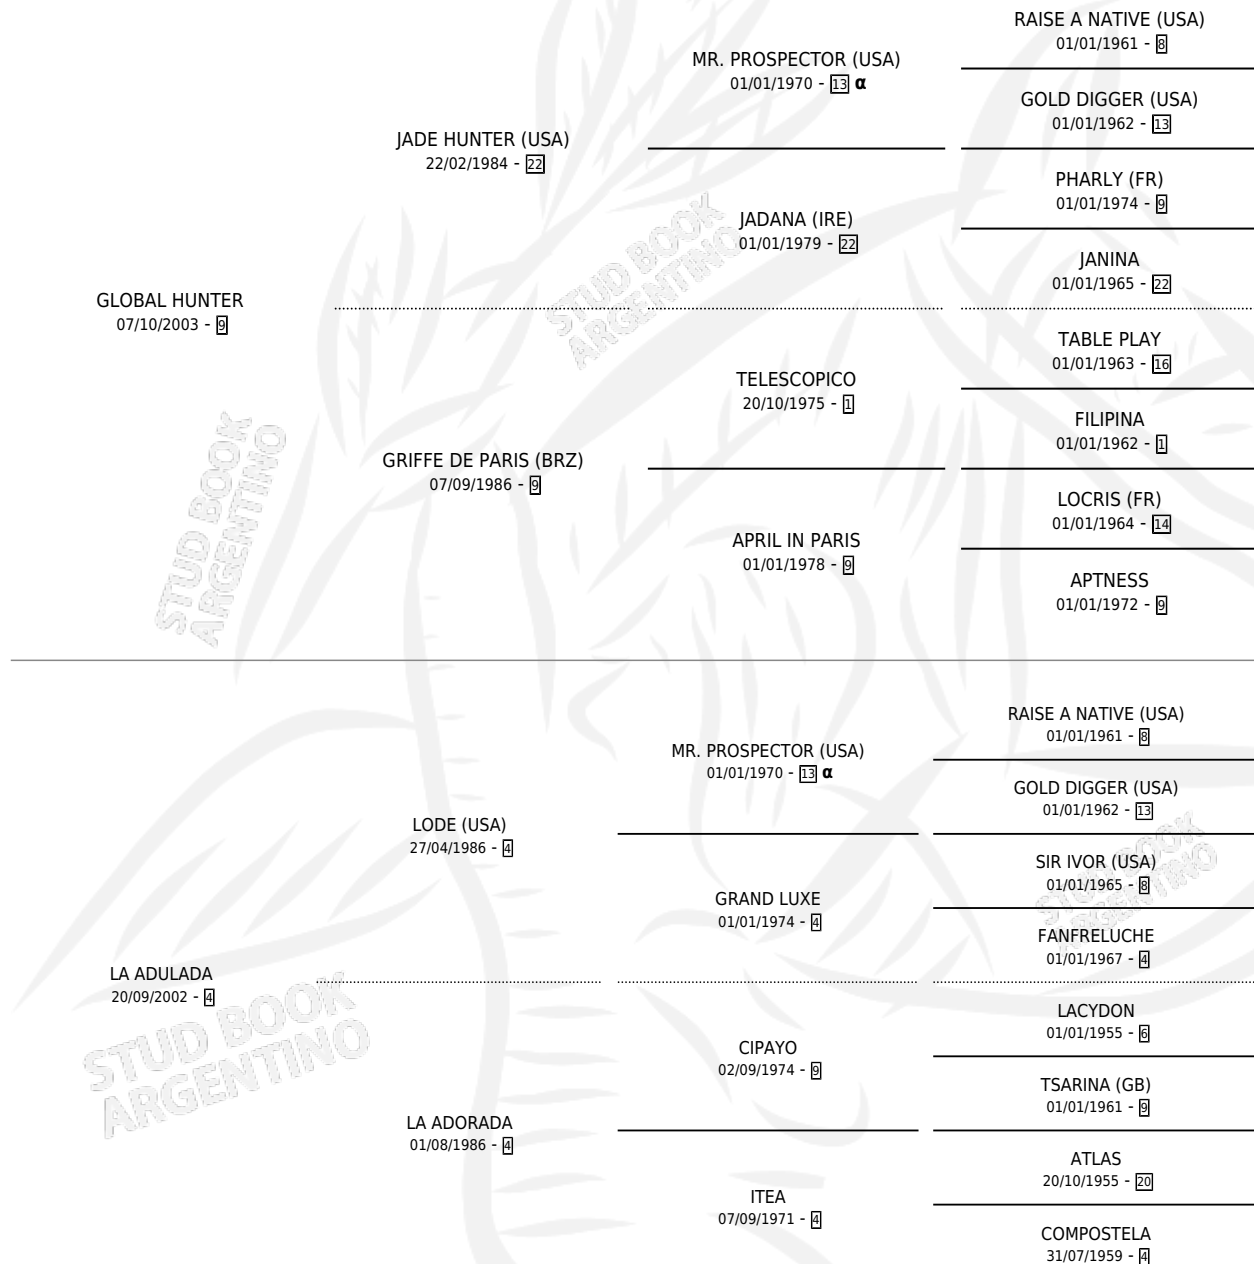 RAISE A NATIVE (USA)
01/01/1961 - 8
MR. PROSPECTOR (USA)
01/01/1970 - 13 α
GOLD DIGGER (USA)
01/01/1962 - 13
JADE HUNTER (USA)
22/02/1984 - 22
PHARLY (FR)
01/01/1974 - 9
JADANA (IRE)
01/01/1979 - 22
JANINA
01/01/1965 - 22
GLOBAL HUNTER
07/10/2003 - 9
TABLE PLAY
01/01/1963 - 16
TELESCOPICO
20/10/1975 - 1
FILIPINA
01/01/1962 - 1
GRIFFE DE PARIS (BRZ)
07/09/1986 - 9
LOCRIS (FR)
01/01/1964 - 14
APRIL IN PARIS
01/01/1978 - 9
APTNESS
01/01/1972 - 9
RAISE A NATIVE (USA)
01/01/1961 - 8
MR. PROSPECTOR (USA)
01/01/1970 - 13 α
GOLD DIGGER (USA)
01/01/1962 - 13
LODE (USA)
27/04/1986 - 4
SIR IVOR (USA)
01/01/1965 - 8
GRAND LUXE
01/01/1974 - 4
FANFRELUCHE
01/01/1967 - 4
LA ADULADA
20/09/2002 - 4
LACYDON
01/01/1955 - 6
CIPAYO
02/09/1974 - 9
TSARINA (GB)
01/01/1961 - 9
LA ADORADA
01/08/1986 - 4
ATLAS
20/10/1955 - 20
ITEA
07/09/1971 - 4
COMPOSTELA
31/07/1959 - 4
STUD BOOK
ARGENTINO
STUD BOOK
ARGENTINO
STUD BOOK
ARGENTINO
STUD BOOK
ARGENTINO